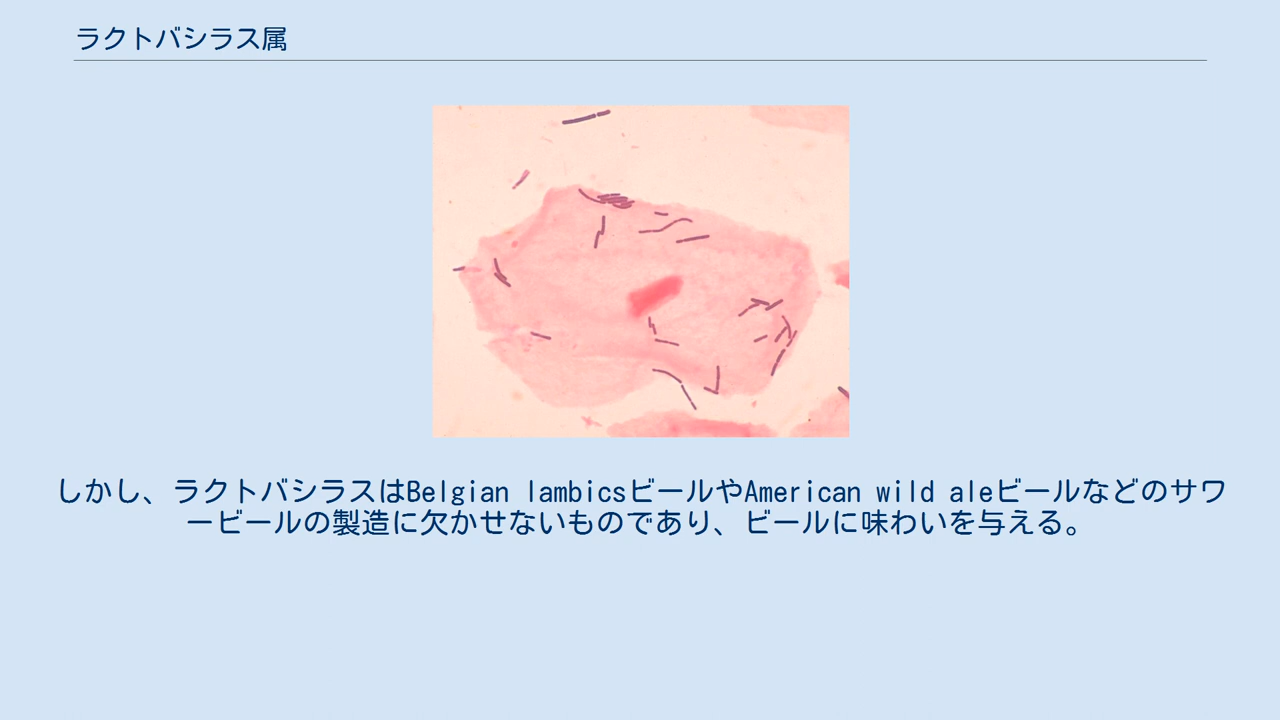 ラクトバシラス属
しかし、ラクトバシラスはBelgian lambicsビールやAmerican wild aleビールなどのサワ
ービールの製造に欠かせないものであり、ビールに味わいを与える。